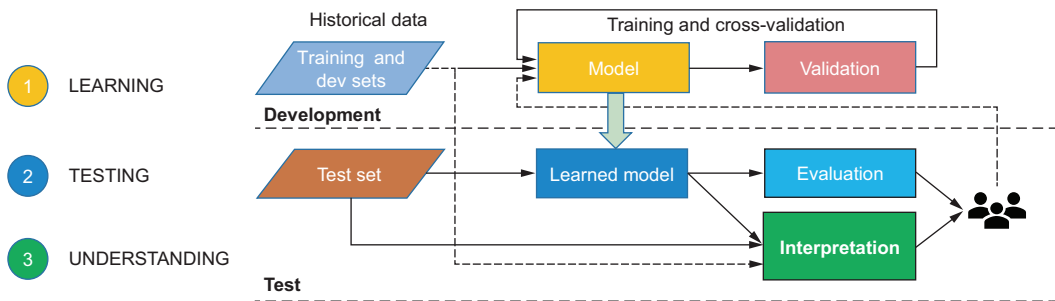 Historical data
Training and cross-validation
Training and
dev sets
Model
Validation
1
LEARNING
Development
2
TESTING
Test set
Learned model
Evaluation
3
UNDERSTANDING
Interpretation
Test